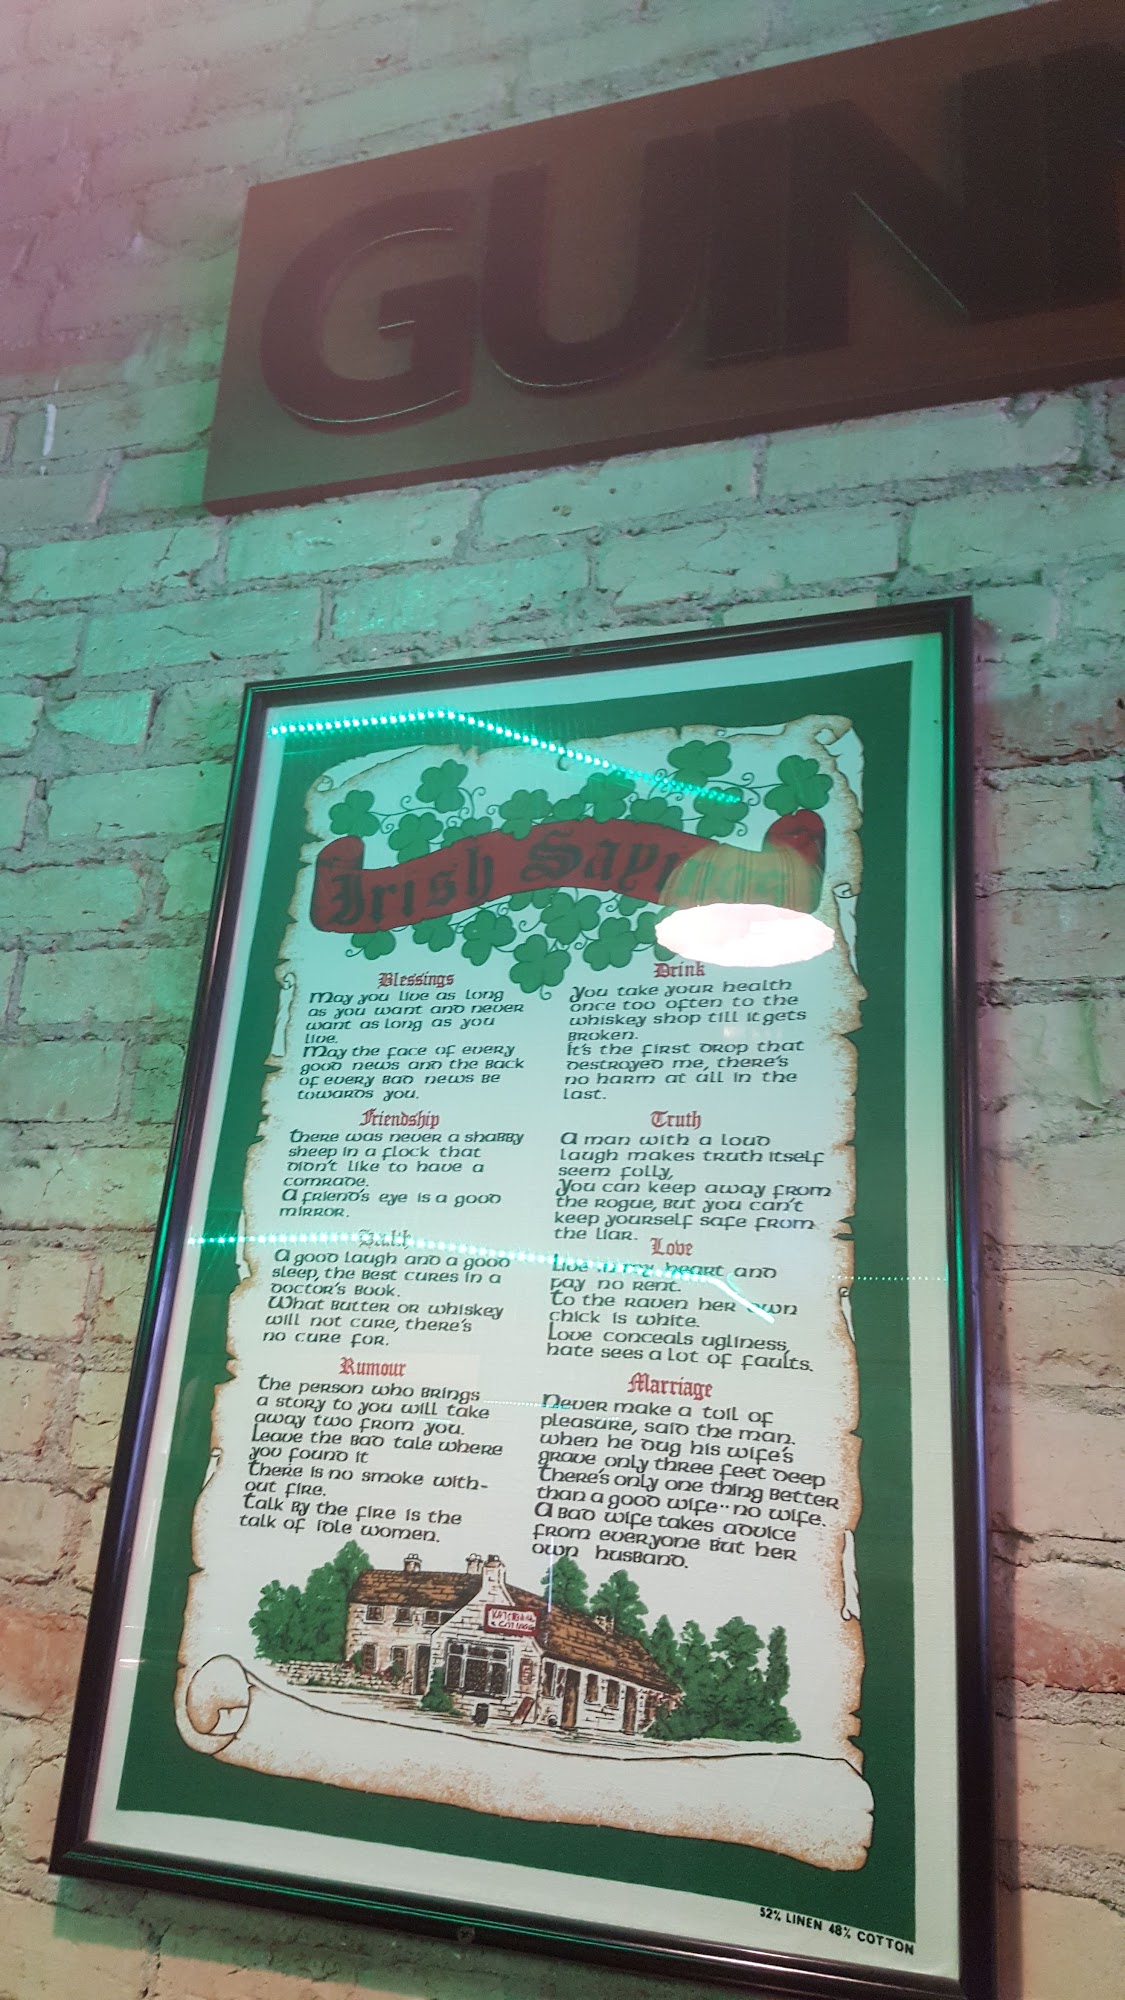 GUIN
Irish Sayings
Blessings
May you live as long
as you want and never
want as long as you
live.
May the face of every
good news and the back
of every bad news be
towards you.
Friendship
There was never a shabby
sheep in a flock that
didn't like to have a
comrade.
A friend's eye is a good
mirror.
Health
A good laugh and a good
sleep, the best cures in a
doctor's book.
What butter or whiskey
will not cure, there's
no cure for.
Rumour
The person who brings
a story to you will take
away two from you.
Leave the bad tale where
you found it
There is no smoke with-
out fire.
Talk by the fire is the
talk of idle women.
Drink
You take your health
once too often to the
whiskey shop till it gets
broken.
It's the first drop that
destroyed me, there's
no harm at all in the
last.
Truth
A man with a loud
laugh makes truth itself
seem folly,
You can keep away from
the rogue, but you can't
keep yourself safe from
the liar.
Love
Live in my heart and
pay no rent.
To the raven her own
chick is white.
Love conceals ugliness,
hate sees a lot of faults.
Marriage
Never make a toil of
pleasure, said the man.
when he dug his wife's
grave only three feet deep
There's only one thing better
than a good wife--no wife.
A bad wife takes advice
from everyone but her
own husband.
52% LINEN 48% COTTON